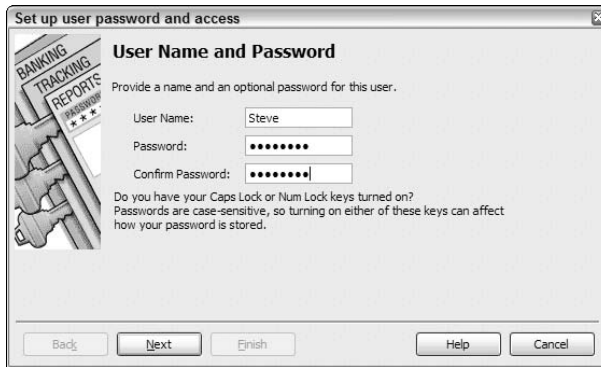 Set up user password and access
BANKING
TRACKING
REPORTS
PASSWOR
****
User Name and Password
Provide a name and an optional password for this user.
User Name: Steve
Password: ••••••••
Confirm Password: ••••••••
Do you have your Caps Lock or Num Lock keys turned on?
Passwords are case-sensitive, so turning on either of these keys can affect
how your password is stored.
Back Next Finish Help Cancel